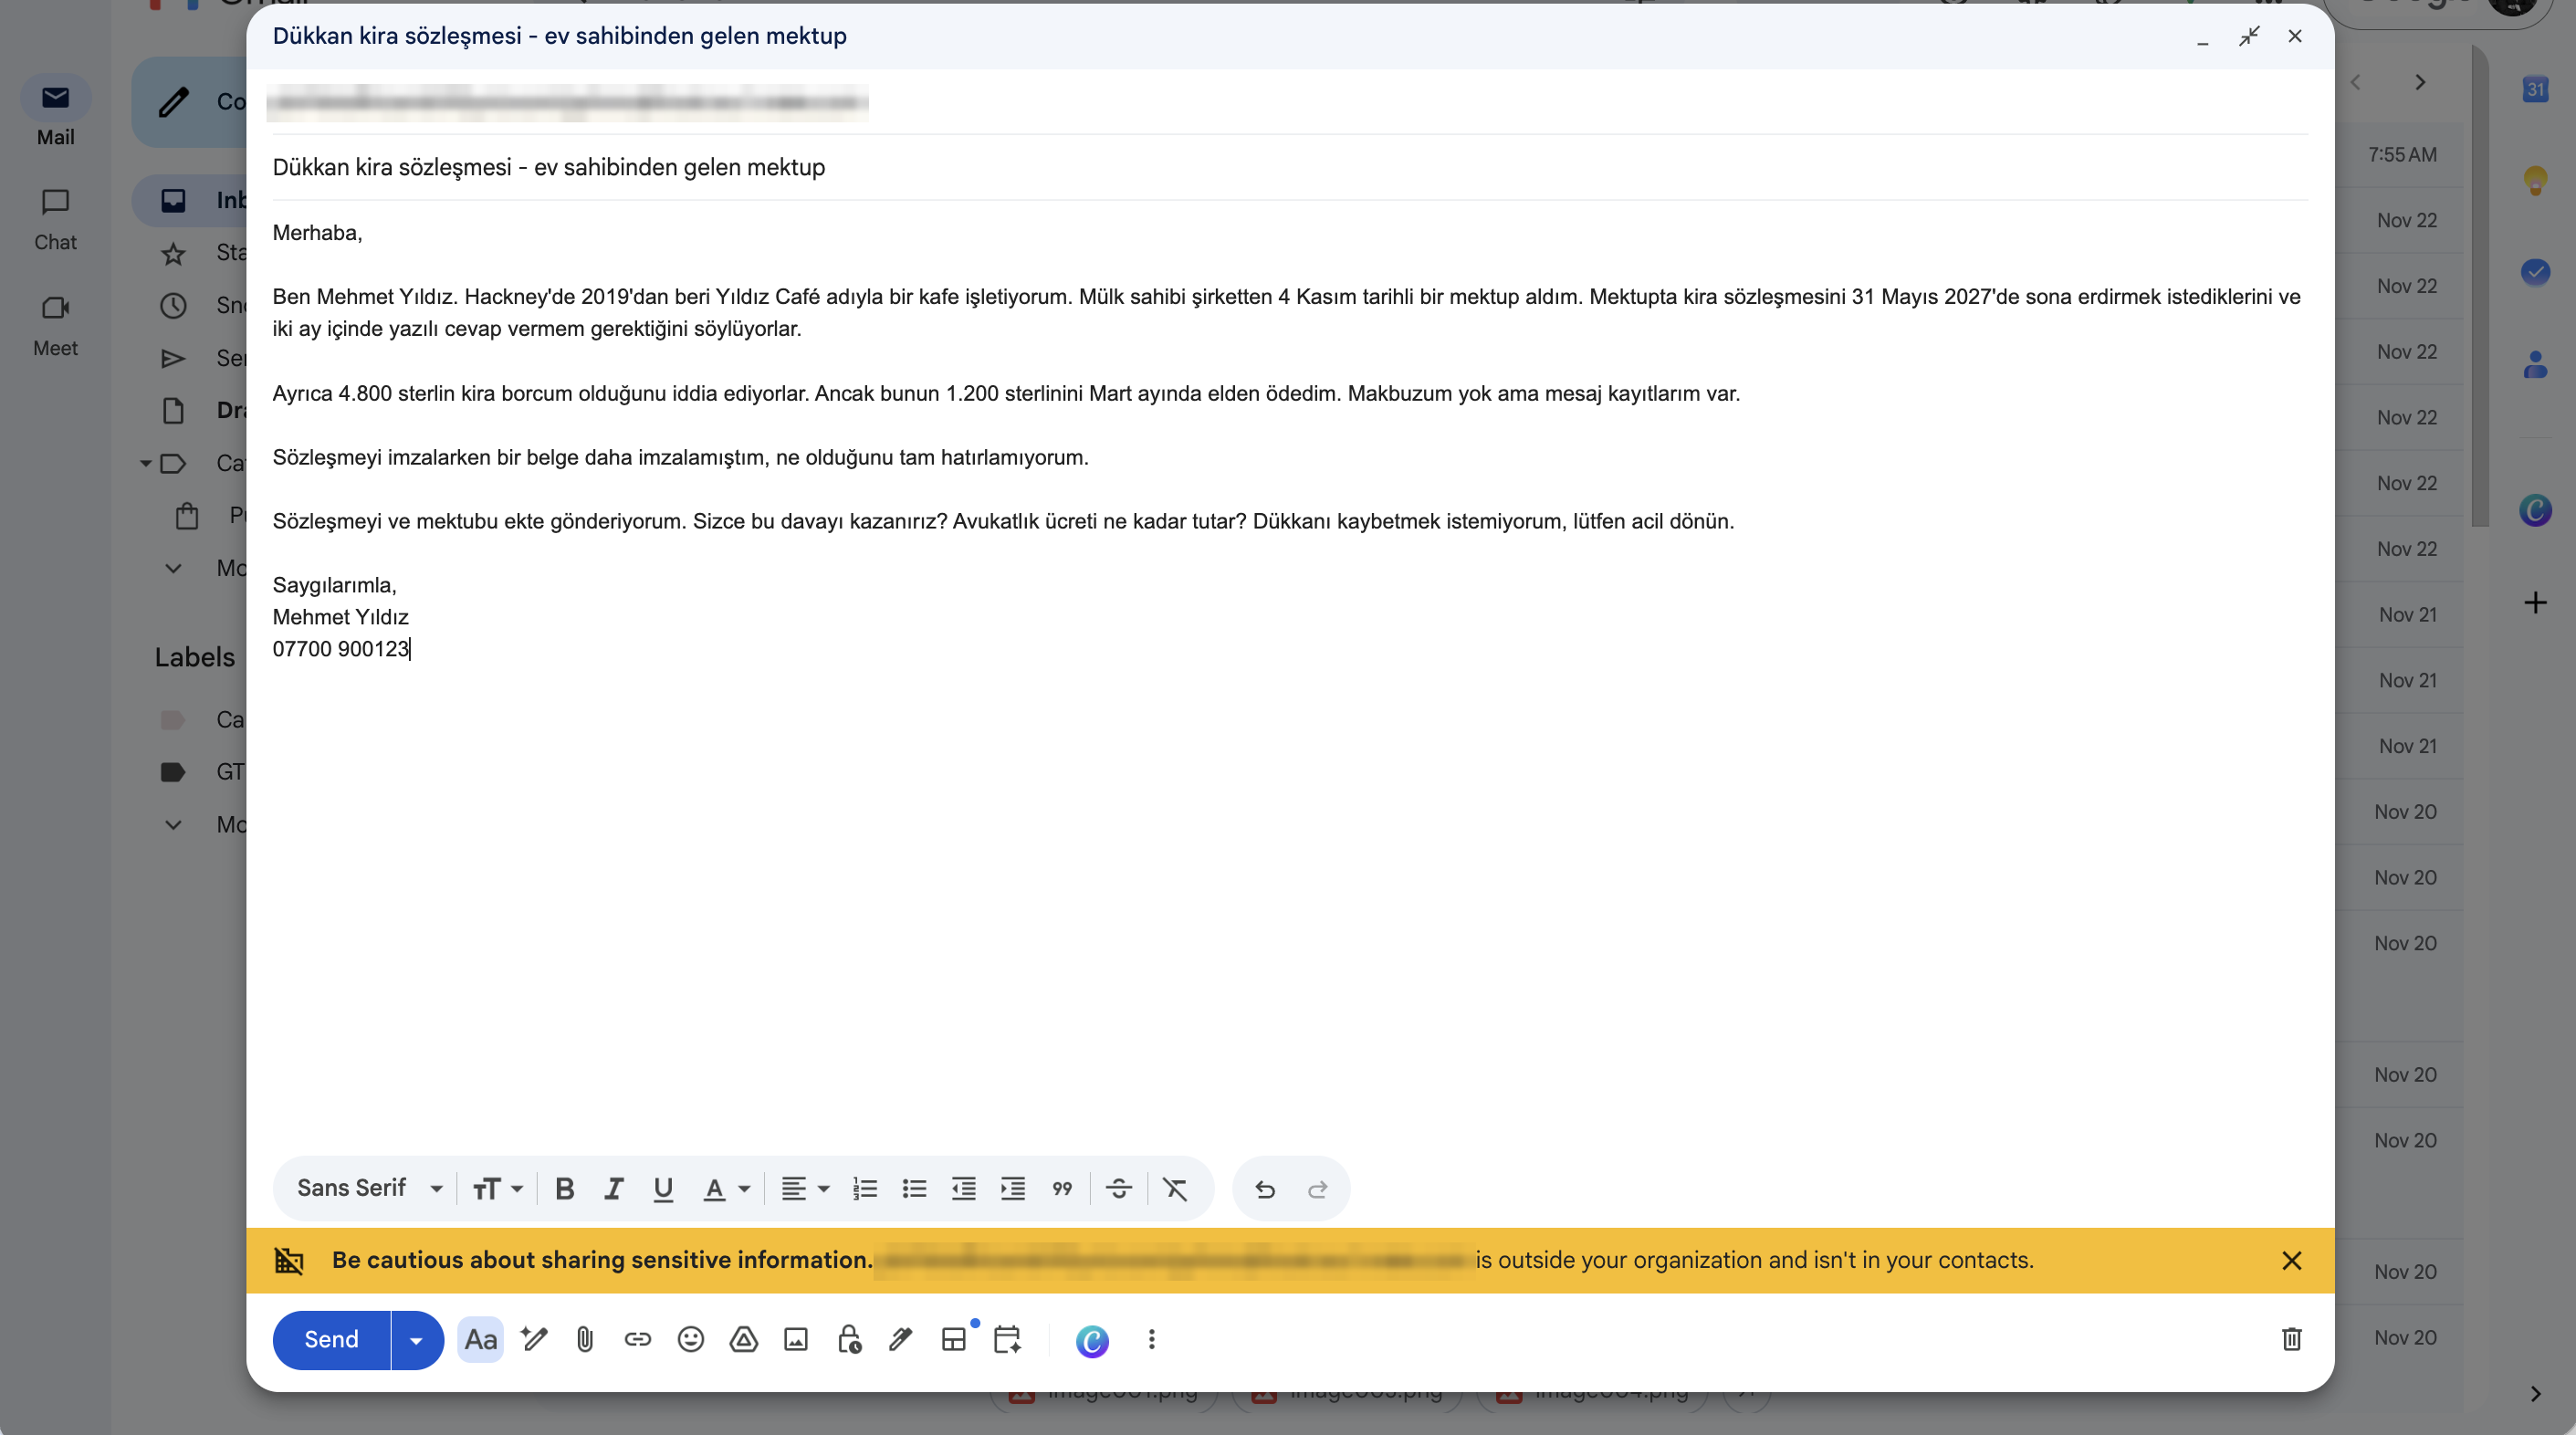 Gmail
Mail
Chat
Meet
Labels
Dükkan kira sözleşmesi - ev sahibinden gelen mektup
Dükkan kira sözleşmesi - ev sahibinden gelen mektup
Merhaba,
Ben Mehmet Yıldız. Hackney'de 2019'dan beri Yıldız Café adıyla bir kafe işletiyorum. Mülk sahibi şirketten 4 Kasım tarihli bir mektup aldım. Mektupta kira sözleşmesini 31 Mayıs 2027'de sona erdirmek istediklerini ve
iki ay içinde yazılı cevap vermem gerektiğini söylüyorlar.
Ayrıca 4.800 sterlin kira borcum olduğunu iddia ediyorlar. Ancak bunun 1.200 sterlinini Mart ayında elden ödedim. Makbuzum yok ama mesaj kayıtlarım var.
Sözleşmeyi imzalarken bir belge daha imzalamıştım, ne olduğunu tam hatırlamıyorum.
Sözleşmeyi ve mektubu ekte gönderiyorum. Sizce bu davayı kazanırız? Avukatlık ücreti ne kadar tutar? Dükkanı kaybetmek istemiyorum, lütfen acil dönün.
Saygılarımla,
Mehmet Yıldız
07700 900123
Sans Serif
Be cautious about sharing sensitive information. is outside your organization and isn't in your contacts.
Send
7:55 AM
Nov 22
Nov 22
Nov 22
Nov 22
Nov 22
Nov 22
Nov 21
Nov 21
Nov 21
Nov 20
Nov 20
Nov 20
Nov 20
Nov 20
Nov 20
Nov 20
31